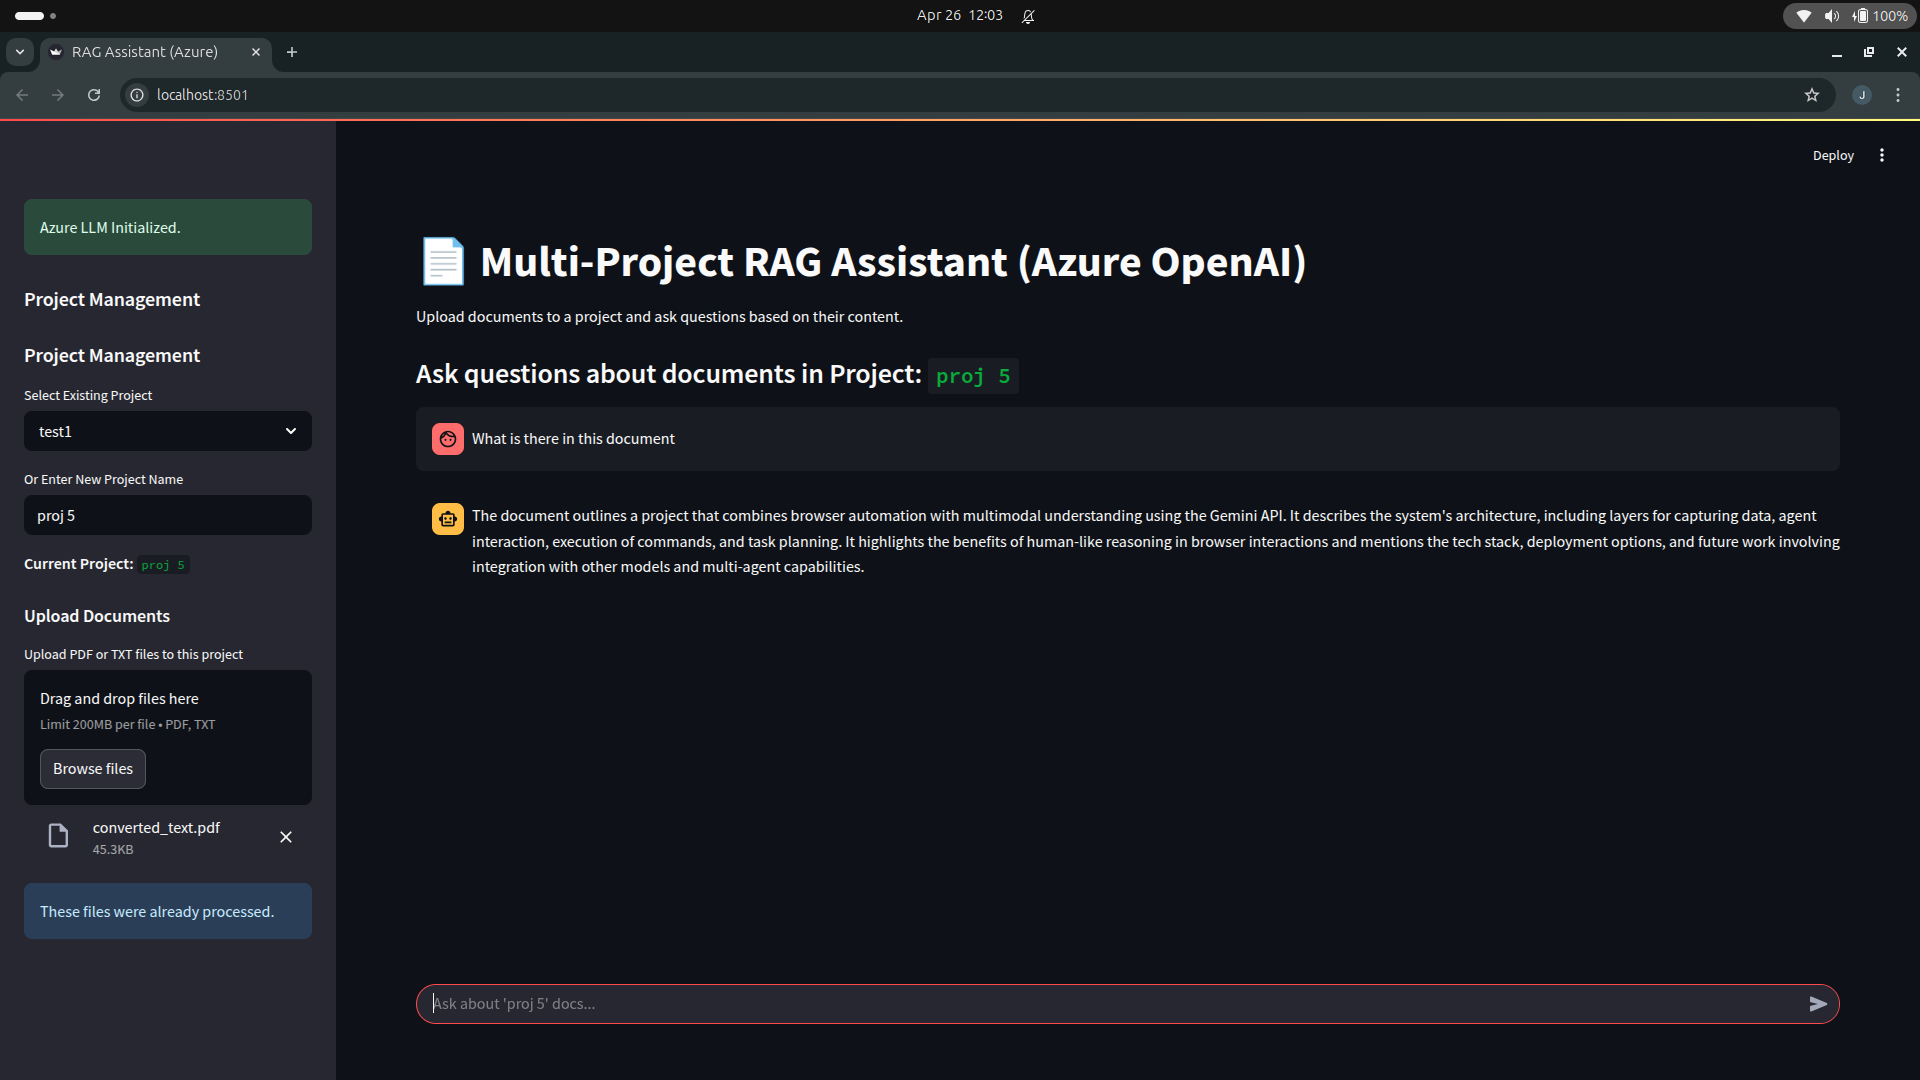 Apr 26 12:03
100%
RAG Assistant (Azure)
localhost:8501
J
Deploy
Azure LLM Initialized.
Project Management
Project Management
Select Existing Project
test1
Or Enter New Project Name
proj 5
Current Project: proj 5
Upload Documents
Upload PDF or TXT files to this project
Drag and drop files here
Limit 200MB per file • PDF, TXT
Browse files
converted_text.pdf
45.3KB
These files were already processed.
Multi-Project RAG Assistant (Azure OpenAI)
Upload documents to a project and ask questions based on their content.
Ask questions about documents in Project: proj 5
What is there in this document
The document outlines a project that combines browser automation with multimodal understanding using the Gemini API. It describes the system's architecture, including layers for capturing data, agent
interaction, execution of commands, and task planning. It highlights the benefits of human-like reasoning in browser interactions and mentions the tech stack, deployment options, and future work involving
integration with other models and multi-agent capabilities.
Ask about 'proj 5' docs...